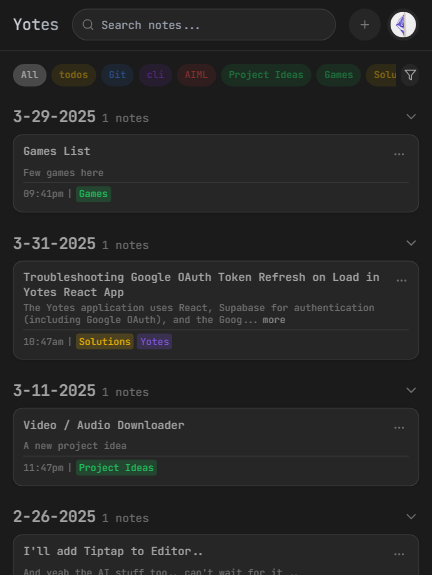 Yotes
Search notes...
All todos Git cli AIML Project Ideas Games Solu
3-29-2025 1 notes
Games List
Few games here
09:41pm | Games
3-31-2025 1 notes
Troubleshooting Google OAuth Token Refresh on Load in
Yotes React App
The Yotes application uses React, Supabase for authentication
(including Google OAuth), and the Goog... more
10:47am | Solutions Yotes
3-11-2025 1 notes
Video / Audio Downloader
A new project idea
11:47pm | Project Ideas
2-26-2025 1 notes
I'll add Tiptap to Editor..
And yeah the AI stuff too.. can't wait for it ..